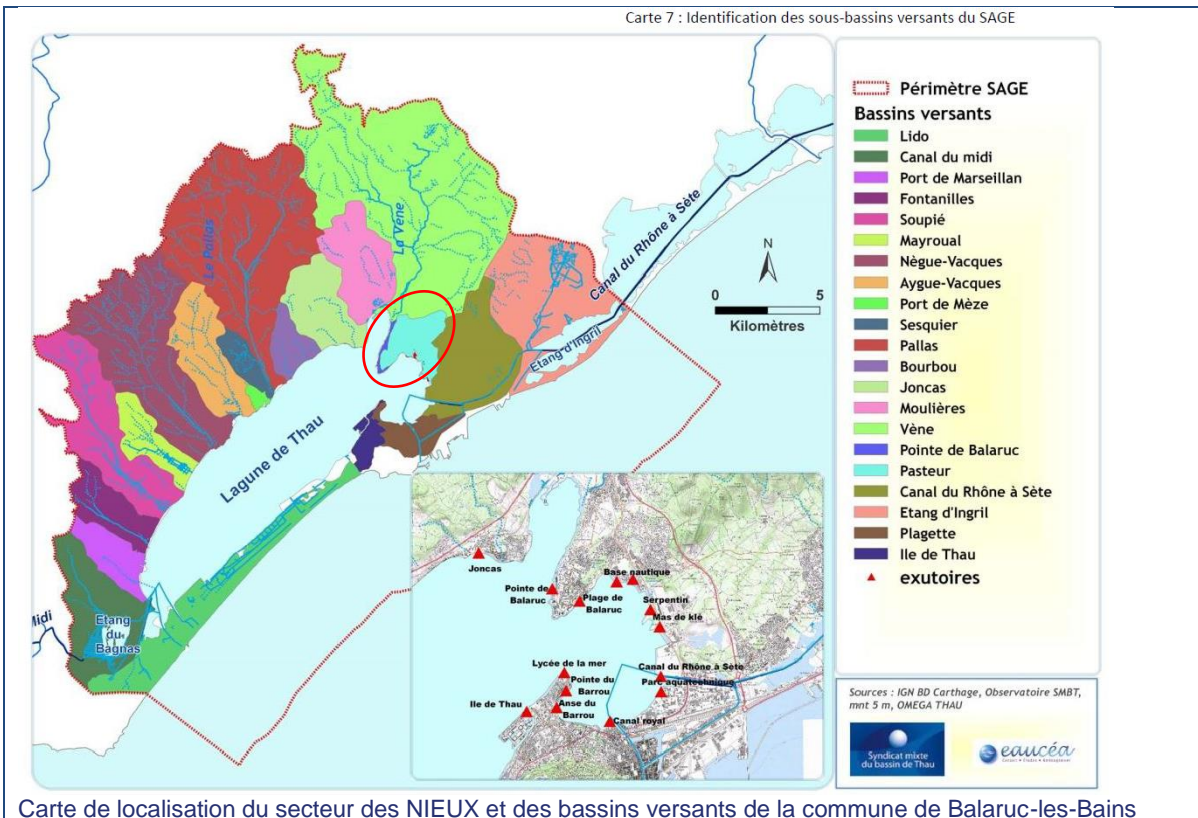 Carte 7 : Identification des sous-bassins versants du SAGE
Le Pallas
La Vène
Canal du Rhône à Sète
N
0 5
Kilomètres
Etang d'Ingril
Lagune de Thau
Etang
du
Bagnas
Midi
Joncas
Pointe de
Balaruc
Base nautique
Plage de
Balaruc
Serpentin
Mas de klé
Lycée de la mer
Pointe du
Barrou
Canal du Rhône à Sète
Parc aquatechnique
Ile de Thau
Anse du
Barrou
Canal royal
Périmètre SAGE
Bassins versants
Lido
Canal du midi
Port de Marseillan
Fontanilles
Soupié
Mayroual
Nègue-Vacques
Aygue-Vacques
Port de Mèze
Sesquier
Pallas
Bourbou
Joncas
Moulières
Vène
Pointe de Balaruc
Pasteur
Canal du Rhône à Sète
Etang d'Ingril
Plagette
Ile de Thau
exutoires
Sources : IGN BD Carthage, Observatoire SMBT,
mnt 5 m, OMEGA THAU
Syndicat mixte
du bassin de Thau
eaucéa
Carte de localisation du secteur des NIEUX et des bassins versants de la commune de Balaruc-les-Bains